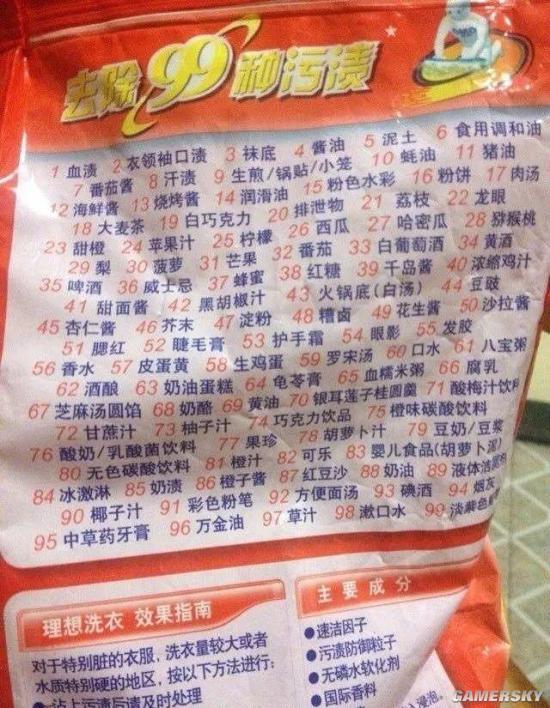 去除99种污渍
1 血渍 2 衣领袖口渍 3 袜底 4 酱油 5 泥土 6 食用调和油
7 番茄酱 8 汗渍 9 生煎/锅贴/小笼 10 蚝油 11 猪油
12 海鲜酱 13 烧烤酱 14 润滑油 15 粉色水彩 16 粉饼 17 肉汤
18 大麦茶 19 白巧克力 20 排泄物 21 荔枝 22 龙眼
23 甜橙 24 苹果汁 25 柠檬 26 西瓜 27 哈密瓜 28 猕猴桃
29 梨 30 菠萝 31 芒果 32 番茄 33 白葡萄酒 34 黄酒
35 啤酒 36 威士忌 37 蜂蜜 38 红糖 39 千岛酱 40 浓缩鸡汁
41 甜面酱 42 黑胡椒汁 43 火锅底(白汤) 44 豆豉
45 杏仁酱 46 芥末 47 淀粉 48 糟卤 49 花生酱 50 沙拉酱
51 腮红 52 睫毛膏 53 护手霜 54 眼影 55 发胶
56 香水 57 皮蛋黄 58 生鸡蛋 59 罗宋汤 60 口水 61 八宝粥
62 酒酿 63 奶油蛋糕 64 龟苓膏 65 血糯米粥 66 腐乳
67 芝麻汤圆馅 68 奶酪 69 黄油 70 银耳莲子桂圆羹 71 酸梅汁饮料
72 甘蔗汁 73 柚子汁 74 巧克力饮品 75 橙味碳酸饮料
76 酸奶/乳酸菌饮料 77 果珍 78 胡萝卜汁 79 豆奶/豆浆
80 无色碳酸饮料 81 橙汁 82 可乐 83 婴儿食品(胡萝卜泥)
84 冰激淋 85 奶渍 86 橙子酱 87 红豆沙 88 奶油 89 液体
90 椰子汁 91 彩色粉笔 92 方便面汤 93 碘酒 94 烟灰
95 中草药牙膏 96 万金油 97 草汁 98 漱口水 99 淡紫色
理想洗衣 效果指南
对于特别脏的衣服,洗衣量较大或者
水质特别硬的地区,按以下方法进行:
●沾上污渍后请及时处理
主要成分
●速洁因子
●污渍防御粒子
●无磷水软化剂
●国际香料
浸泡。
GAMERSKY